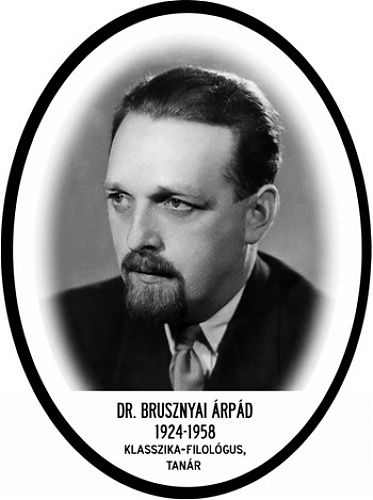 DR. BRUSZNYAI ÁRPÁD
1924-1958
KLASSZIKA-FILOLÓGUS,
TANÁR